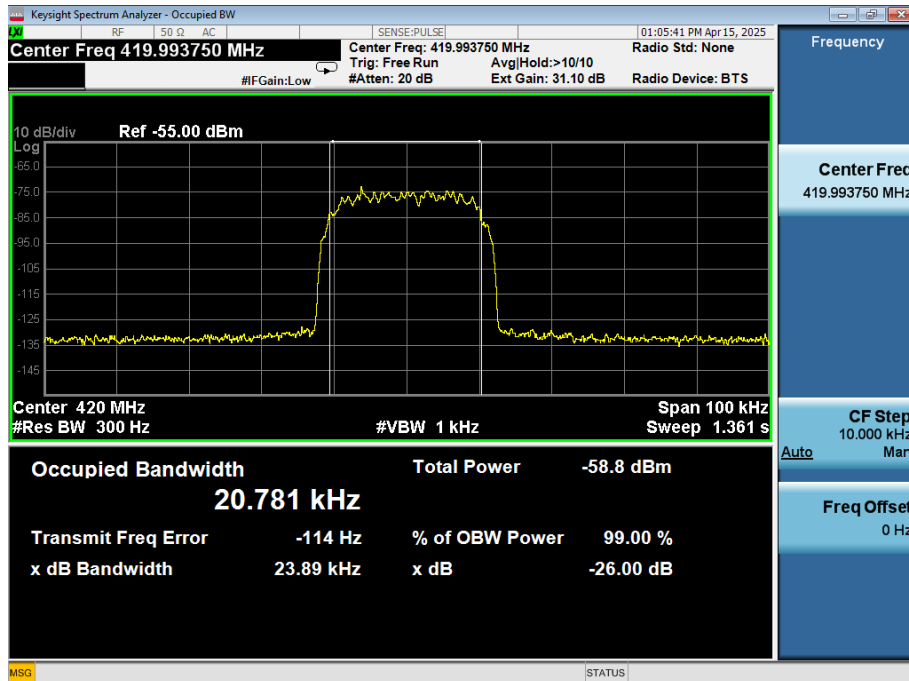 Keysight Spectrum Analyzer - Occupied BW
LXI RF 50 Ω AC SENSE:PULSE 01:05:41 PM Apr 15, 2025
Center Freq 419.993750 MHz
Center Freq: 419.993750 MHz Radio Std: None
Trig: Free Run Avg|Hold:>10/10
#IFGain:Low #Atten: 20 dB Ext Gain: 31.10 dB Radio Device: BTS
10 dB/div Ref -55.00 dBm
Log
-65.0
-75.0
-85.0
-95.0
-105
-115
-125
-135
-145
Center 420 MHz Span 100 kHz
#Res BW 300 Hz #VBW 1 kHz Sweep 1.361 s
Occupied Bandwidth Total Power -58.8 dBm
20.781 kHz
Transmit Freq Error -114 Hz % of OBW Power 99.00 %
x dB Bandwidth 23.89 kHz x dB -26.00 dB
MSG STATUS
Frequency
Center Freq
419.993750 MHz
CF Step
10.000 kHz
Auto Man
Freq Offset
0 Hz